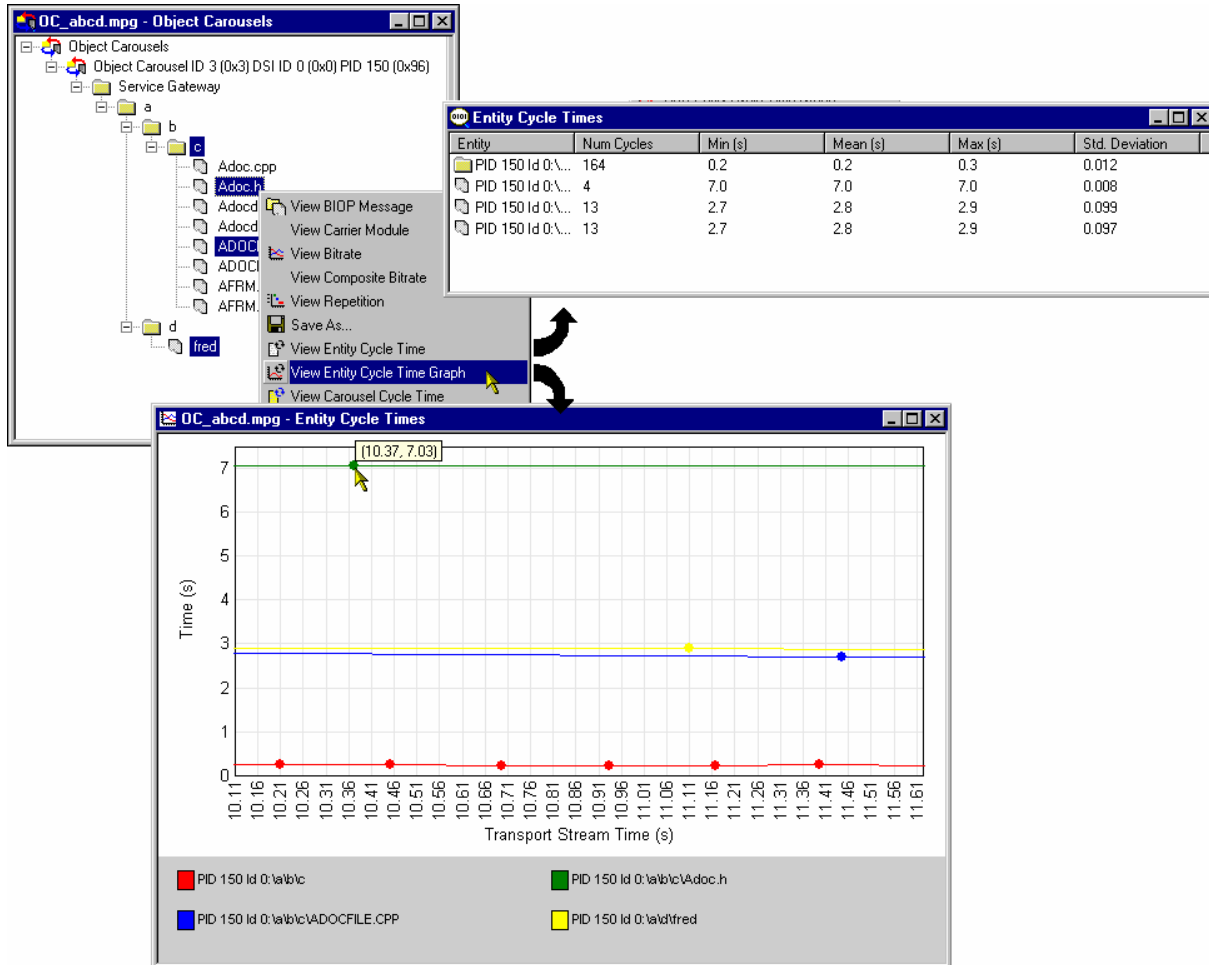 OC_abcd.mpg - Object Carousels
Object Carousels
Object Carousel ID 3 (0x3) DSI ID 0 (0x0) PID 150 (0x96)
Service Gateway
a
b
c
Adoc.cpp
Adoc.h
Adocd
Adocd
ADOC
ADOC
AFRM.
AFRM.
d
fred
View BIOP Message
View Carrier Module
View Bitrate
View Composite Bitrate
View Repetition
Save As...
View Entity Cycle Time
View Entity Cycle Time Graph
View Carousel Cycle Time
Entity Cycle Times
Entity Num Cycles Min (s) Mean (s) Max (s) Std. Deviation
PID 150 Id 0:\... 164 0.2 0.2 0.3 0.012
PID 150 Id 0:\... 4 7.0 7.0 7.0 0.008
PID 150 Id 0:\... 13 2.7 2.8 2.9 0.099
PID 150 Id 0:\... 13 2.7 2.8 2.9 0.097
OC_abcd.mpg - Entity Cycle Times
(10.37, 7.03)
7
6
5
4
3
2
1
0
Time (s)
10.11 10.16 10.21 10.26 10.31 10.36 10.41 10.46 10.51 10.56 10.61 10.66 10.71 10.76 10.81 10.86 10.91 10.96 11.01 11.06 11.11 11.16 11.21 11.26 11.31 11.36 11.41 11.46 11.51 11.56 11.61
Transport Stream Time (s)
PID 150 Id 0:\a\b\c PID 150 Id 0:\a\b\c\Adoc.h
PID 150 Id 0:\a\b\c\ADOCFILE.CPP PID 150 Id 0:\a\d\fred